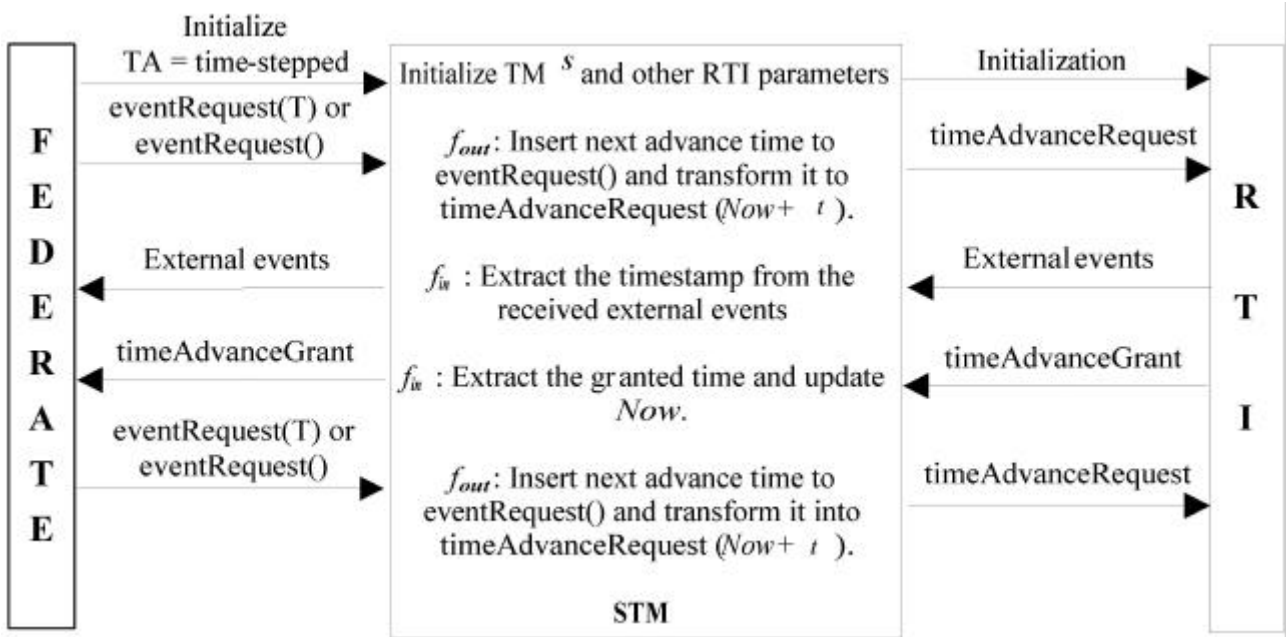 Initialize
TA = time-stepped
eventRequest(T) or
eventRequest()
External events
timeAdvanceGrant
eventRequest(T) or
eventRequest()
F
E
D
E
R
A
T
E
Initialize TM s and other RTI parameters
fout : Insert next advance time to
eventRequest() and transform it to
timeAdvanceRequest (Now+ t ).
fin : Extract the timestamp from the
received external events
fin : Extract the granted time and update
Now.
fout : Insert next advance time to
eventRequest() and transform it into
timeAdvanceRequest (Now+ t ).
STM
Initialization
timeAdvanceRequest
External events
timeAdvanceGrant
timeAdvanceRequest
R
T
I